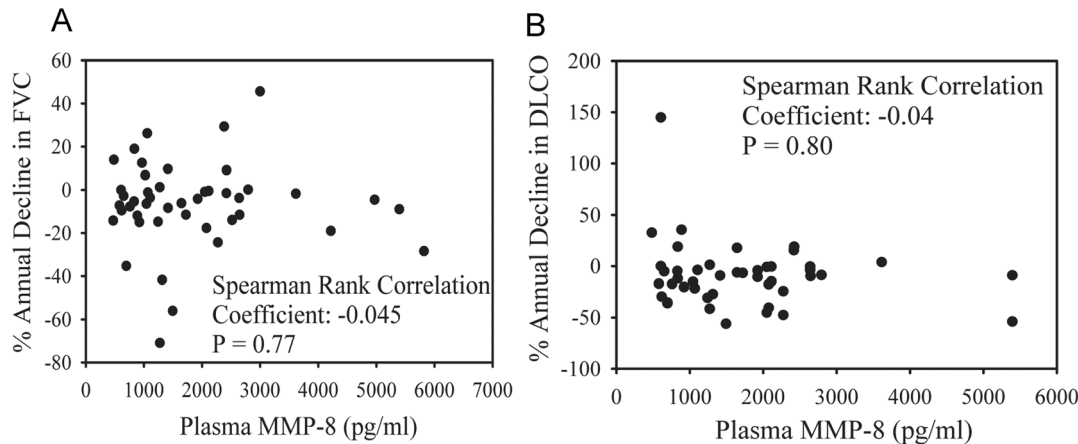 A
% Annual Decline in FVC
60
40
20
0
-20
-40
-60
-80
Spearman Rank Correlation
Coefficient: -0.045
P = 0.77
0 1000 2000 3000 4000 5000 6000 7000
Plasma MMP-8 (pg/ml)
B
% Annual Decline in DLCO
200
150
100
50
0
-50
-100
Spearman Rank Correlation
Coefficient: -0.04
P = 0.80
0 1000 2000 3000 4000 5000 6000
Plasma MMP-8 (pg/ml)